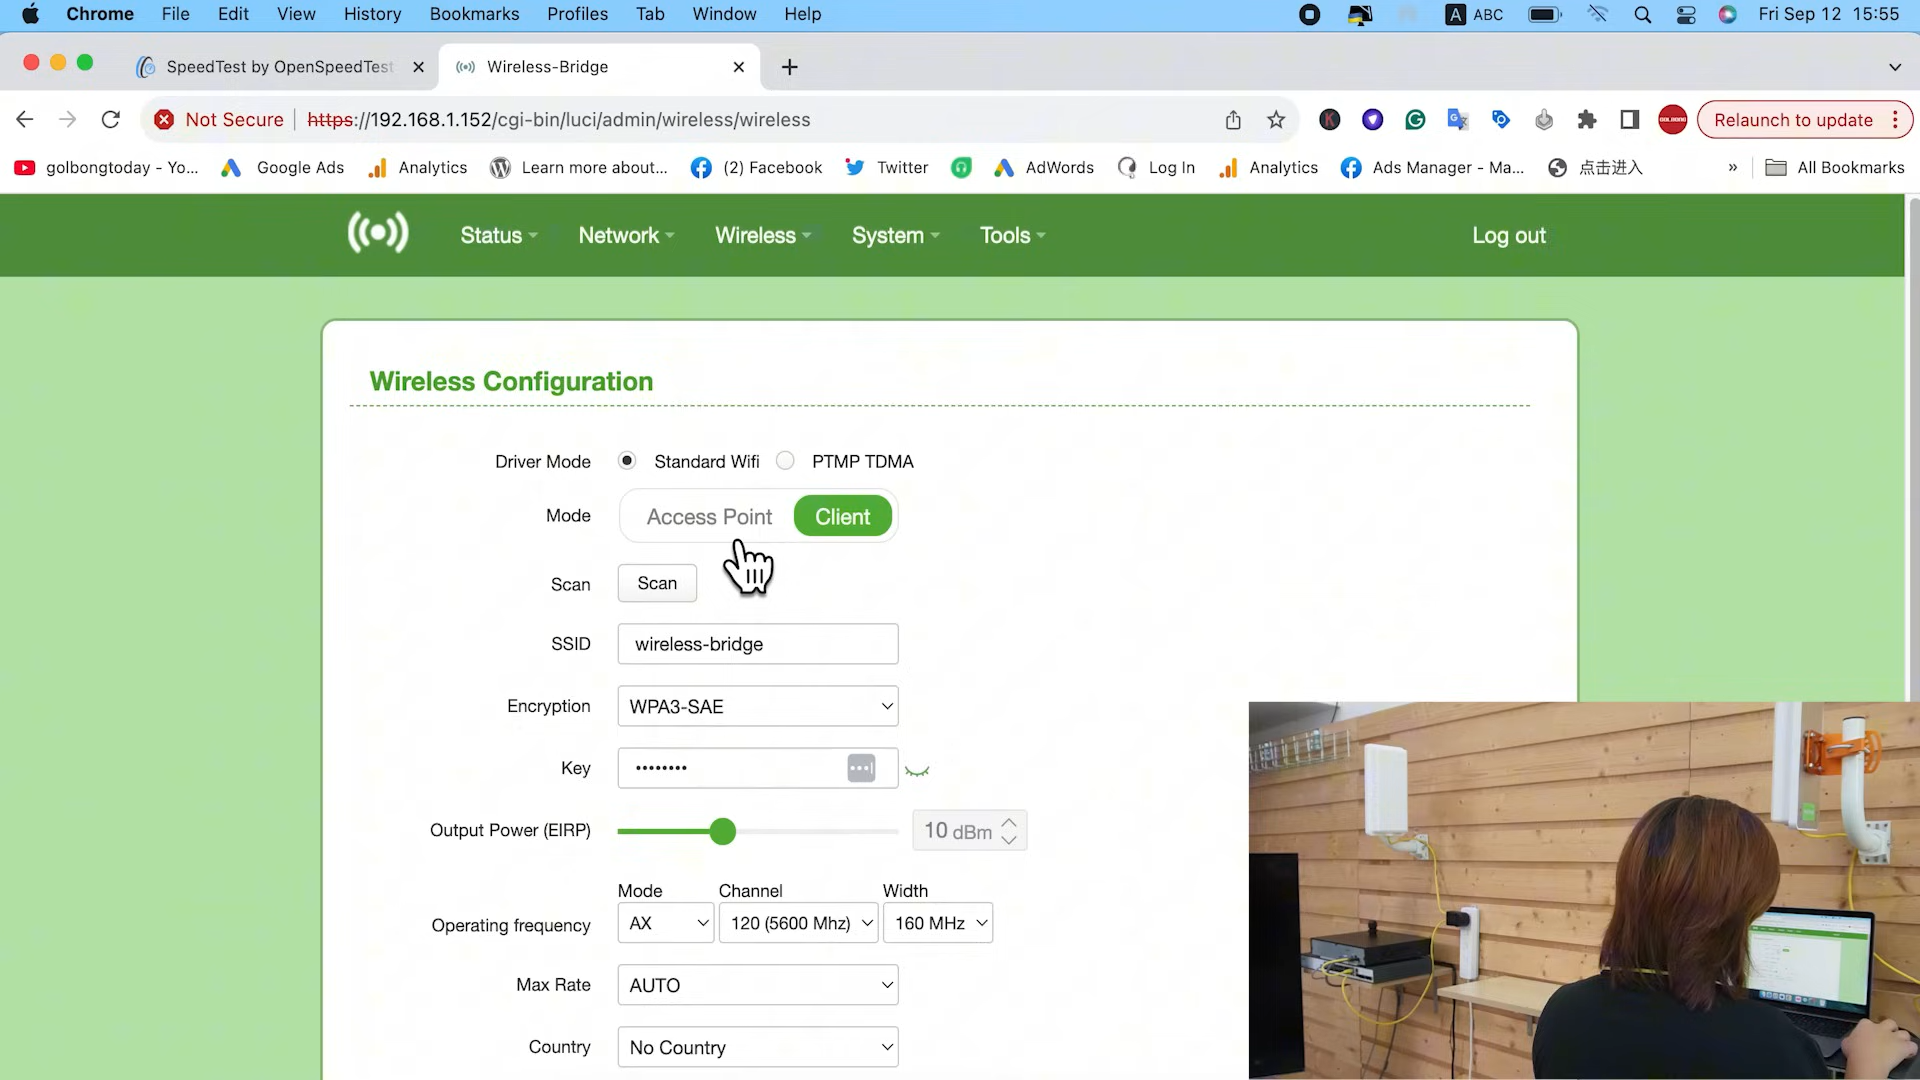 Chrome File Edit View History Bookmarks Profiles Tab Window Help A ABC Fri Sep 12 15:55
SpeedTest by OpenSpeedTest Wireless-Bridge
Not Secure https://192.168.1.152/cgi-bin/luci/admin/wireless/wireless Relaunch to update
golbongtoday - Yo... Google Ads Analytics Learn more about... (2) Facebook Twitter AdWords Log In Analytics Ads Manager - Ma... 点击进入 » All Bookmarks
Status Network Wireless System Tools Log out
Wireless Configuration
Driver Mode Standard Wifi PTMP TDMA
Mode Access Point Client
Scan Scan
SSID wireless-bridge
Encryption WPA3-SAE
Key ••••••••
Output Power (EIRP) 10 dBm
Mode Channel Width
Operating frequency AX 120 (5600 Mhz) 160 MHz
Max Rate AUTO
Country No Country